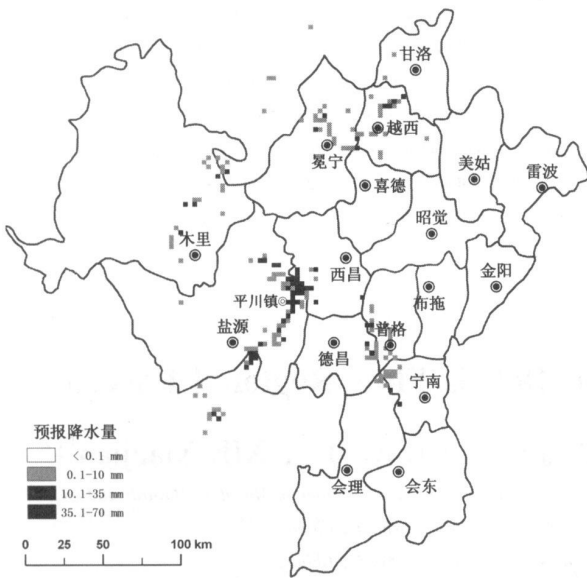 甘洛
越西
冕宁
美姑
雷波
喜德
昭觉
木里
西昌
金阳
平川镇
布拖
盐源
德昌
普格
宁南
会理
会东
预报降水量
< 0.1 mm
0.1-10 mm
10.1-35 mm
35.1-70 mm
0 25 50 100 km